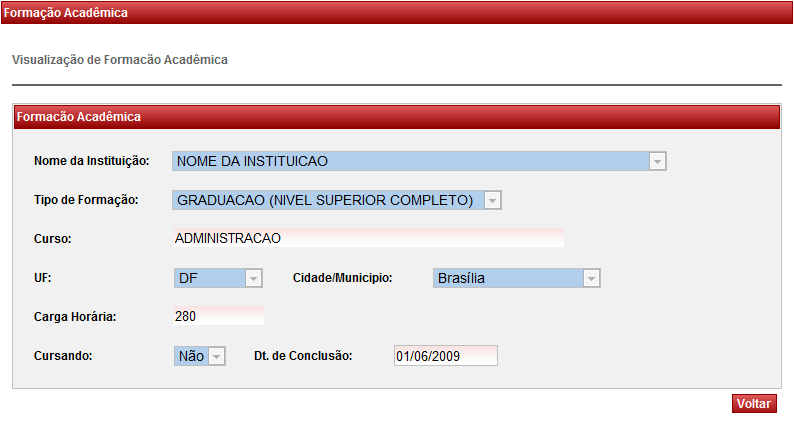 Formação Acadêmica
Visualização de Formacão Acadêmica
Formacão Acadêmica
Nome da Instituição: NOME DA INSTITUICAO
Tipo de Formação: GRADUACAO (NIVEL SUPERIOR COMPLETO)
Curso: ADMINISTRACAO
UF: DF Cidade/Municipio: Brasília
Carga Horária: 280
Cursando: Não Dt. de Conclusão: 01/06/2009
Voltar